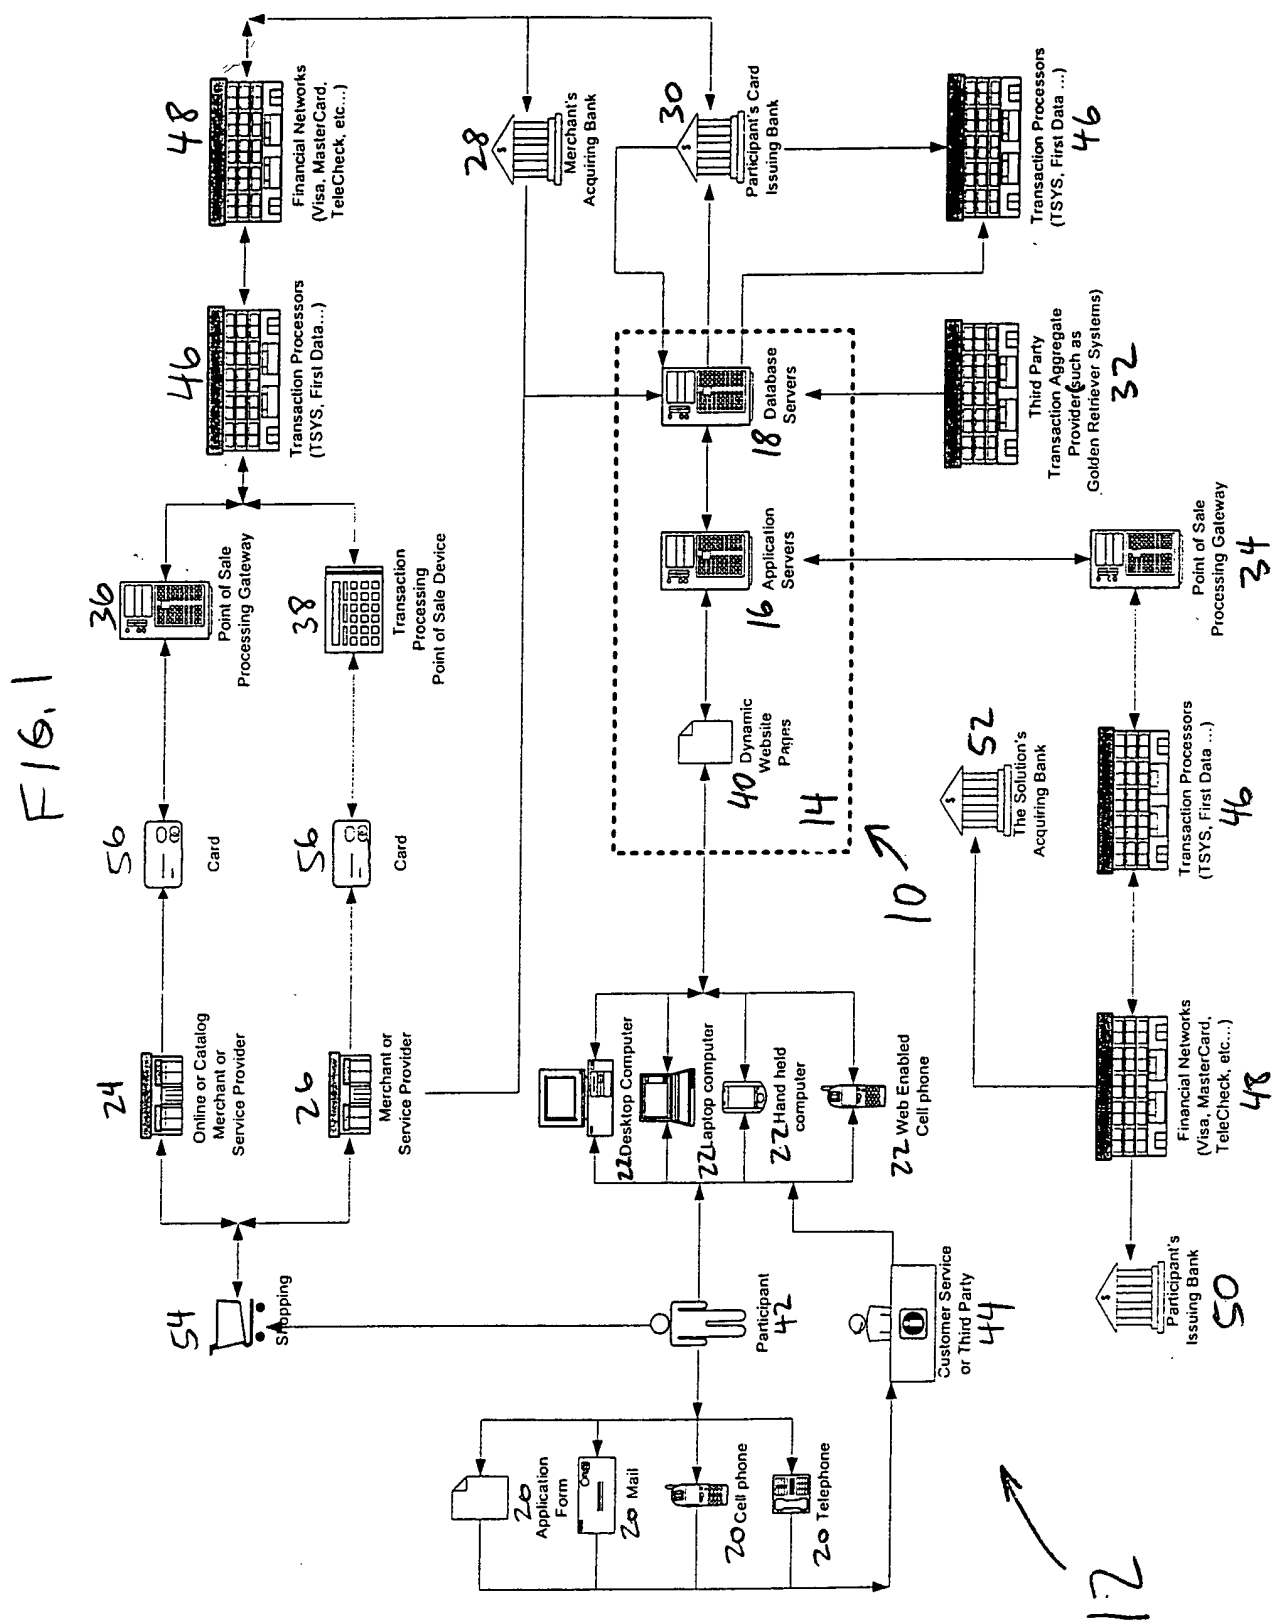 FIG.1
54
Shopping
24
Online or Catalog
Merchant or
Service Provider
56
Card
36
Point of Sale
Processing Gateway
26
Merchant or
Service Provider
56
Card
38
Transaction
Processing
Point of Sale Device
46
Transaction Processors
(TSYS, First Data...)
48
Financial Networks
(Visa, MasterCard,
TeleCheck, etc...)
28
Merchant's
Acquiring Bank
30
Participant's Card
Issuing Bank
46
Transaction Processors
(TSYS, First Data ...)
20
Application
Form
20 Mail
20 Cell phone
20 Telephone
Participant
42
Customer Service
or Third Party
44
22 Desktop Computer
22 Laptop computer
22 Hand held
computer
22 Web Enabled
Cell phone
40 Dynamic
Website
Pages
16 Application
Servers
18 Database
Servers
14
10
32
Third Party
Transaction Aggregate
Provider(such as
Golden Retriever Systems)
52
The Solution's
Acquiring Bank
Participant's
Issuing Bank
50
Financial Networks
(Visa, MasterCard,
TeleCheck, etc...)
48
Transaction Processors
(TSYS, First Data ...)
46
Point of Sale
Processing Gateway
34
12